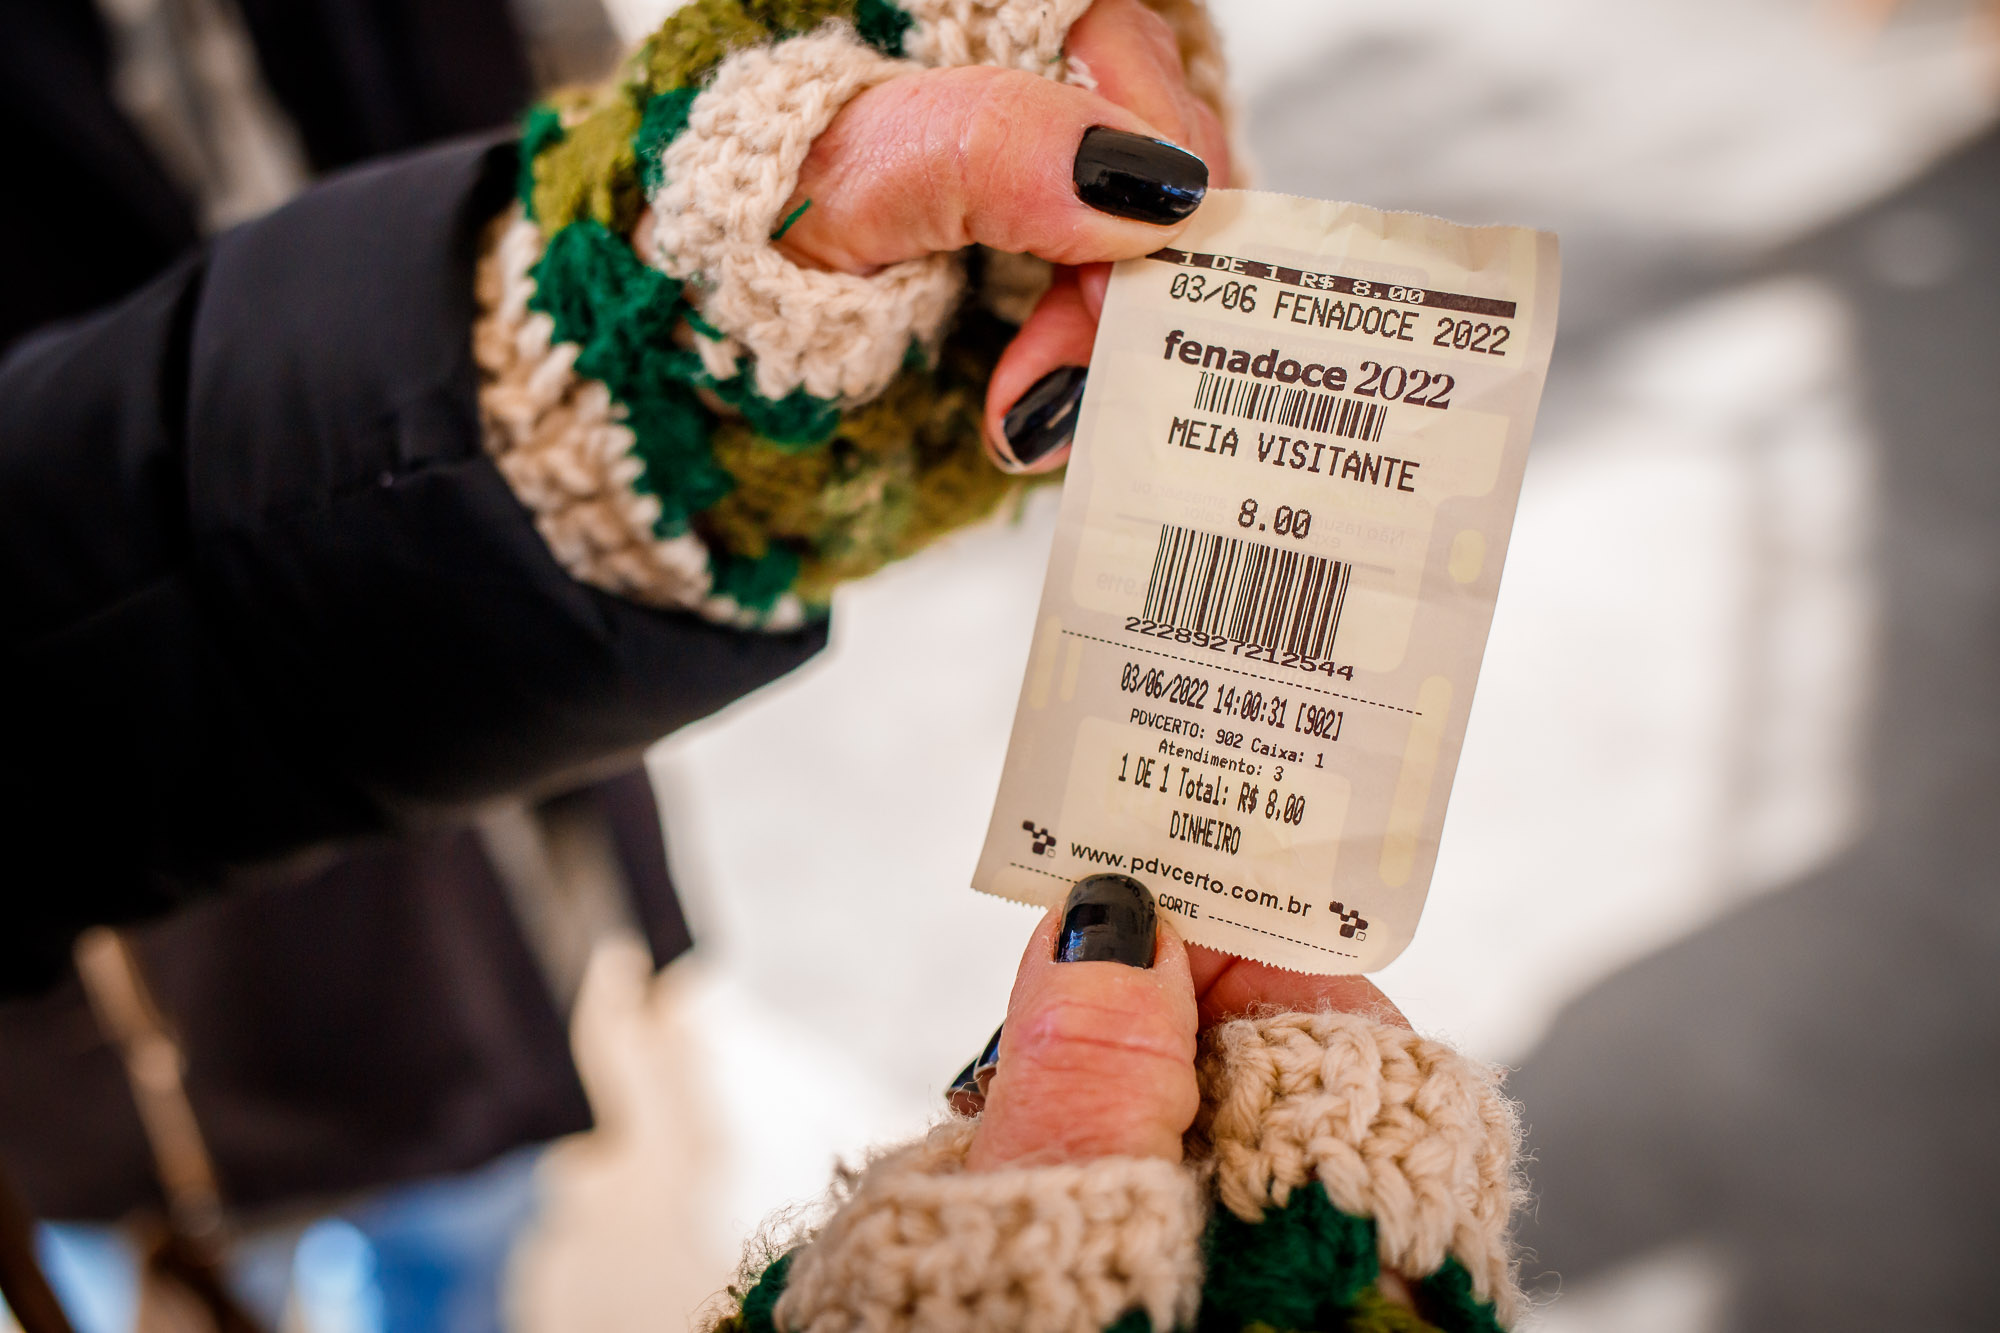 1 DE 1 R$ 8,00
03/06 FENADOCE 2022
fenadoce 2022
MEIA VISITANTE
8.00
2228927212544
03/06/2022 14:00:31 [902]
PDVCERTO: 902 Caixa: 1
Atendimento: 3
1 DE 1 Total: R$ 8,00
DINHEIRO
www.pdvcerto.com.br
CORTE